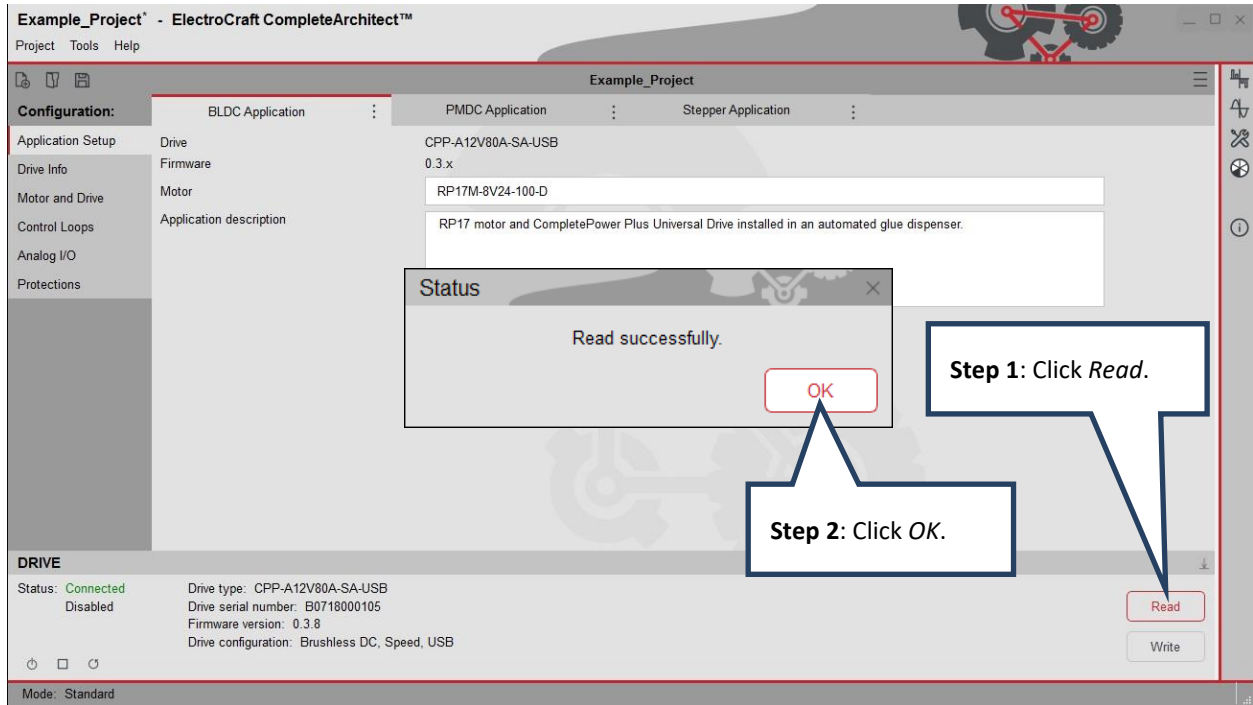 Example_Project* - ElectroCraft CompleteArchitect™
Project Tools Help
Example_Project
Configuration:
BLDC Application
PMDC Application
Stepper Application
Application Setup
Drive Info
Motor and Drive
Control Loops
Analog I/O
Protections
Drive
CPP-A12V80A-SA-USB
Firmware
0.3.x
Motor
RP17M-8V24-100-D
Application description
RP17 motor and CompletePower Plus Universal Drive installed in an automated glue dispenser.
Status
Read successfully.
OK
Step 1: Click Read.
Step 2: Click OK.
DRIVE
Status: Connected
Disabled
Drive type: CPP-A12V80A-SA-USB
Drive serial number: B0718000105
Firmware version: 0.3.8
Drive configuration: Brushless DC, Speed, USB
Read
Write
Mode: Standard